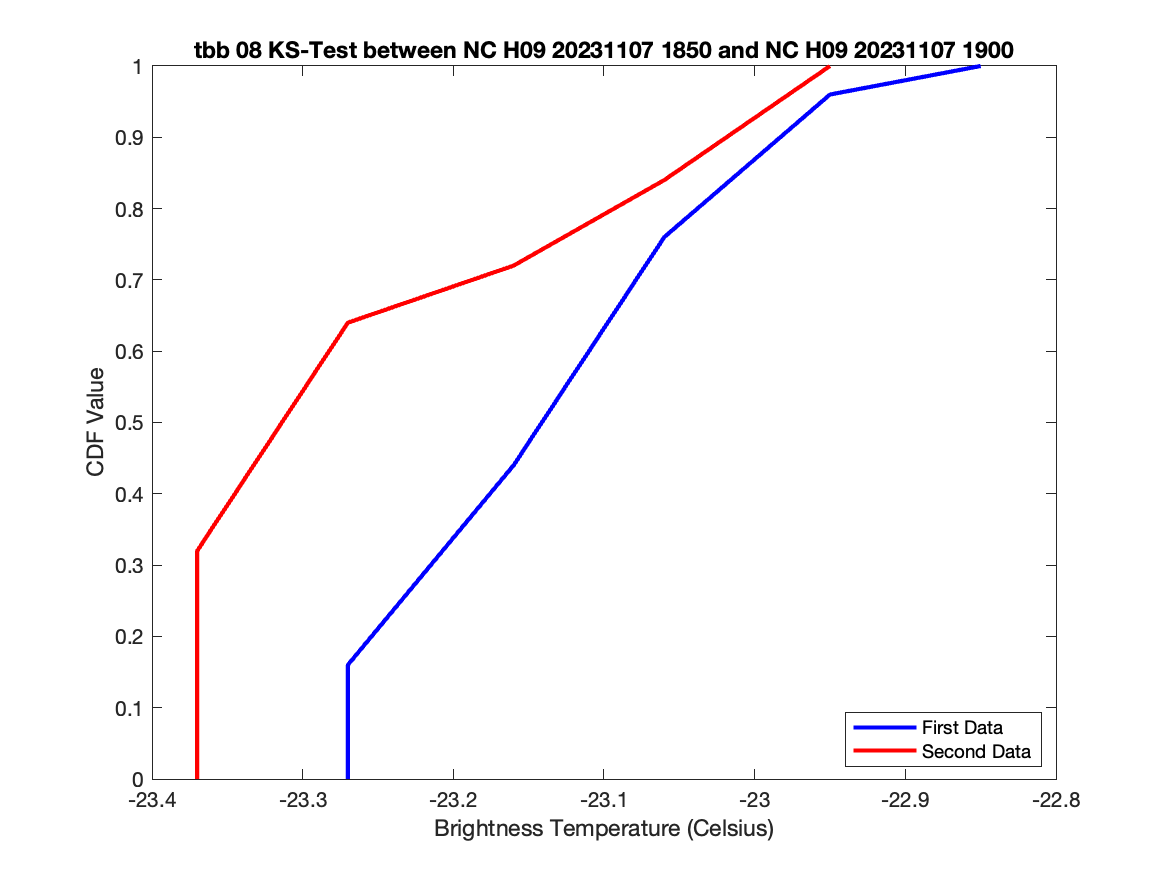 tbb 08 KS-Test between NC H09 20231107 1850 and NC H09 20231107 1900
1
0.9
0.8
0.7
0.6
0.5
0.4
0.3
0.2
0.1
0
CDF Value
First Data
Second Data
-23.4 -23.3 -23.2 -23.1 -23 -22.9 -22.8
Brightness Temperature (Celsius)